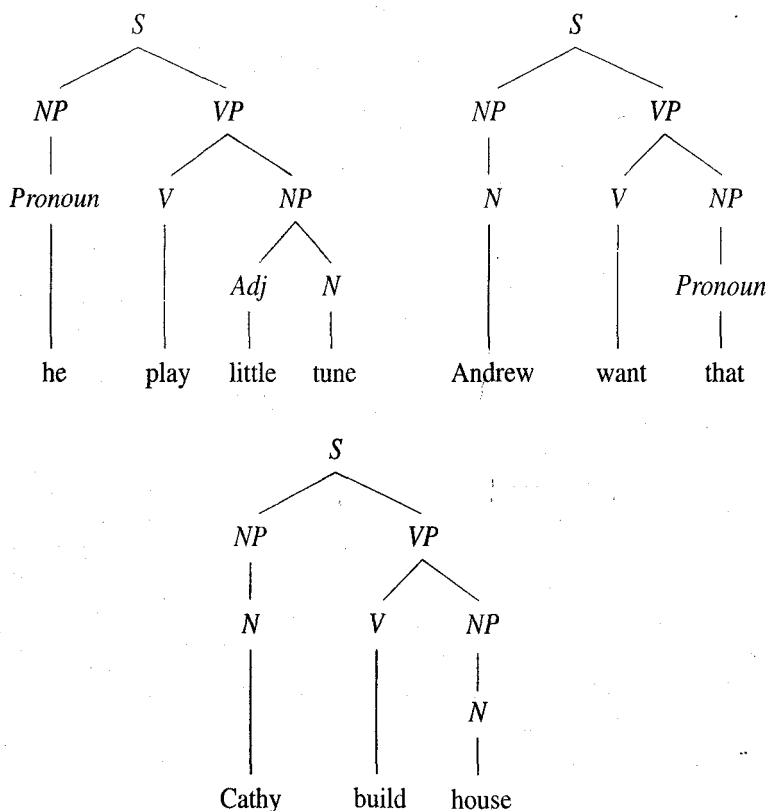 S S
NP VP NP VP
Pronoun V NP N V NP
Adj N Pronoun
he play little tune Andrew want that
S
NP VP
N V NP
N
Cathy build house